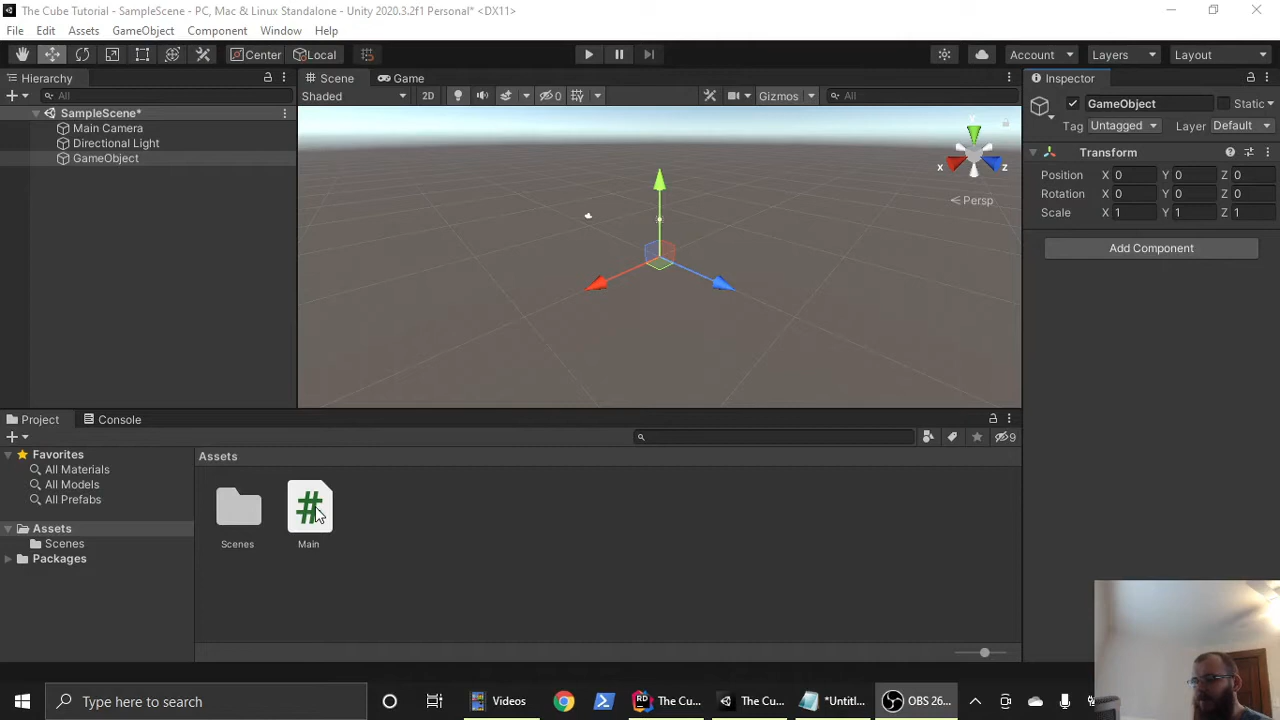 The Cube Tutorial - SampleScene - PC, Mac & Linux Standalone - Unity 2020.3.2f1 Personal* <DX11>
File Edit Assets GameObject Component Window Help
Center Local Account Layers Layout
Hierarchy Scene Game Inspector
All Shaded 2D 0 Gizmos All GameObject Static
SampleScene*
Tag Untagged Layer Default
Main Camera
Directional Light
GameObject
Transform
Position X 0 Y 0 Z 0
Rotation X 0 Y 0 Z 0
Scale X 1 Y 1 Z 1
Add Component
y
x z
Persp
Project Console
9
Favorites
All Materials
All Models
All Prefabs
Assets
Scenes
Packages
Assets
#
Scenes Main
Type here to search Videos RD The Cu... The Cu... *Untitl... OBS 26...